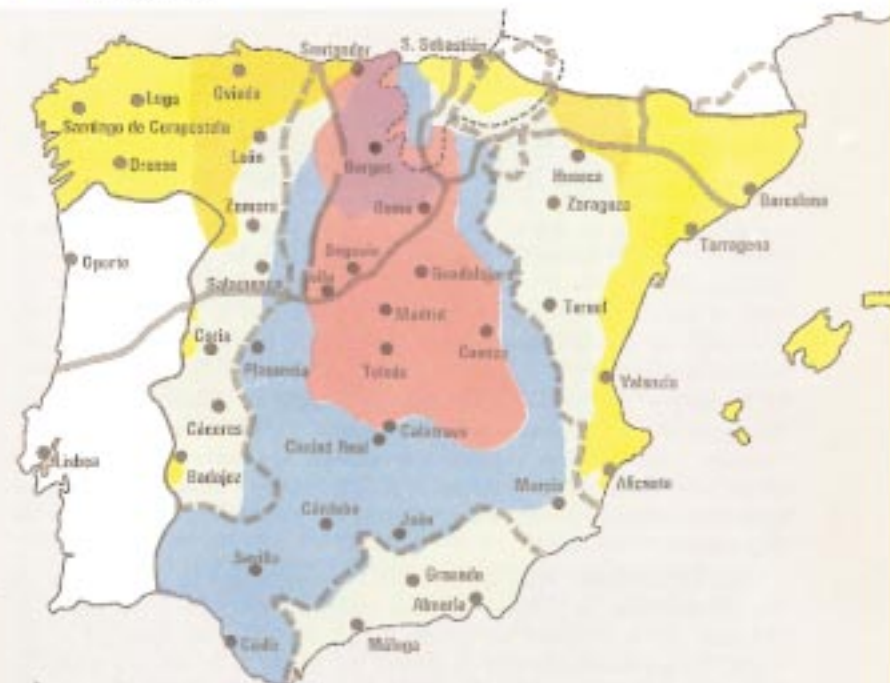 Santander
S. Sebastián
Oviedo
Lugo
Santiago de Compostela
León
Orense
Burgos
Huesca
Zamora
Osma
Zaragoza
Barcelona
Tarragona
Oporto
Segovia
Salamanca
Guadalajara
Madrid
Teruel
Cuenca
Coria
Plasencia
Toledo
Valencia
Cáceres
Calatrava
Ciudad Real
Lisboa
Badajoz
Alicante
Murcia
Córdoba
Jaén
Sevilla
Granada
Almería
Cádiz
Málaga